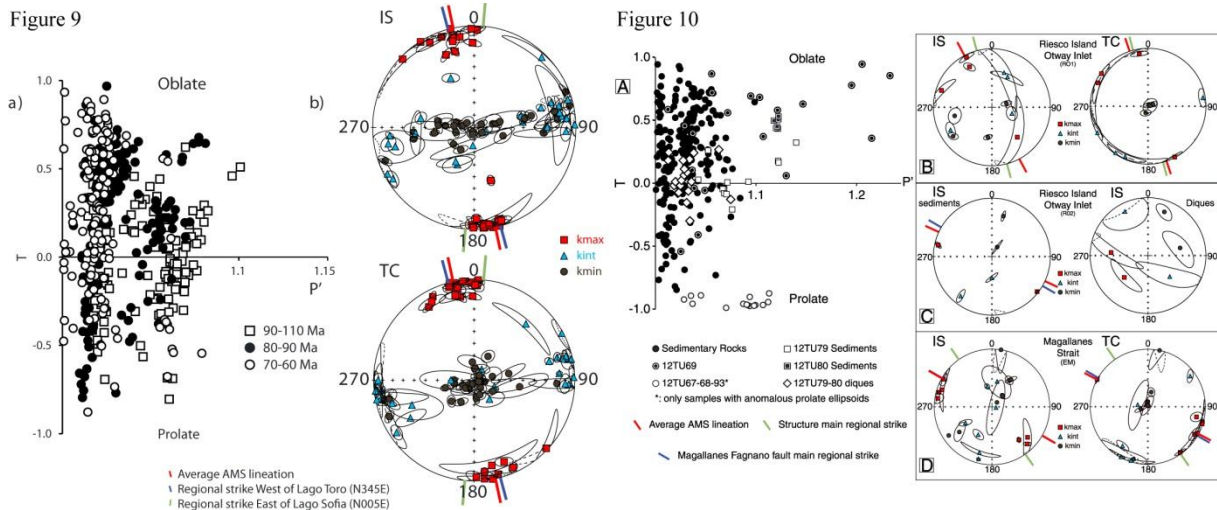 Figure 9
a)
Oblate
1.0
0.5
0.0
-0.5
-1.0
T
1.1
1.15
P'
90-110 Ma
80-90 Ma
70-60 Ma
Prolate
Average AMS lineation
Regional strike West of Lago Toro (N345E)
Regional strike East of Lago Sofia (N005E)
b)
IS
0
270
90
180
kmax
kint
kmin
TC
0
270
90
180
Figure 10
A
Oblate
1.0
0.5
0.0
-0.5
-1.0
T
1.1
1.2
P'
Prolate
Sedimentary Rocks
12TU69
12TU67-68-93*
12TU79 Sediments
12TU80 Sediments
12TU79-80 diques
*: only samples with anomalous prolate ellipsoids
Average AMS lineation
Structure main regional strike
Magallanes Fagnano fault main regional strike
IS
0
Riesco Island
Otway Inlet
(RO1)
TC
0
270
90
270
90
kmax
kint
kmin
B
180
180
IS
sediments
0
Riesco Island
Otway Inlet
(R02)
IS
0
Diques
270
90
270
90
kmax
kint
kmin
C
180
180
IS
0
Magallanes
Strait
(EM)
TC
0
270
90
270
90
kmax
kint
kmin
D
180
180